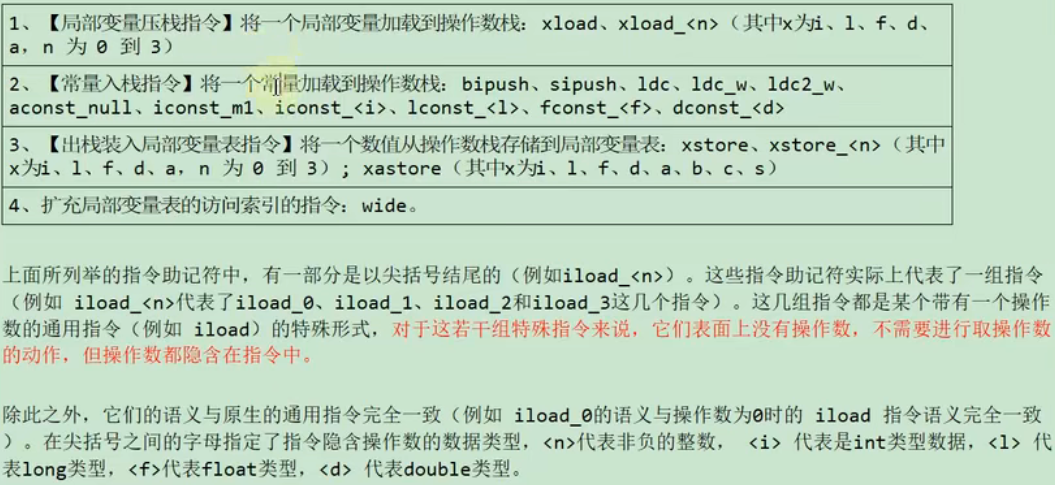 1、【局部变量压栈指令】将一个局部变量加载到操作数栈: xload、xload_<n>（其中x为i、l、f、d、
a，n 为 0 到 3）
2、【常量入栈指令】将一个常量加载到操作数栈: bipush、sipush、ldc、ldc_w、ldc2_w、
aconst_null、iconst_m1、iconst_<i>、lconst_<l>、fconst_<f>、dconst_<d>
3、【出栈装入局部变量表指令】将一个数值从操作数栈存储到局部变量表: xstore、xstore_<n>（其中
x为i、l、f、d、a，n 为 0 到 3）; xastore（其中x为i、l、f、d、a、b、c、s）
4、扩充局部变量表的访问索引的指令: wide。
上面所列举的指令助记符中，有一部分是以尖括号结尾的（例如iload_<n>）。这些指令助记符实际上代表了一组指令
（例如 iload_<n>代表了iload_0、iload_1、iload_2和iload_3这几个指令）。这几组指令都是某个带有一个操作
数的通用指令（例如 iload）的特殊形式，对于这若干组特殊指令来说，它们表面上没有操作数，不需要进行取操作数
的动作，但操作数都隐含在指令中。
除此之外，它们的语义与原生的通用指令完全一致（例如 iload_0的语义与操作数为0时的 iload 指令语义完全一致
）。在尖括号之间的字母指定了指令隐含操作数的数据类型，<n>代表非负的整数， <i> 代表是int类型数据，<l> 代
表long类型，<f>代表float类型，<d> 代表double类型。